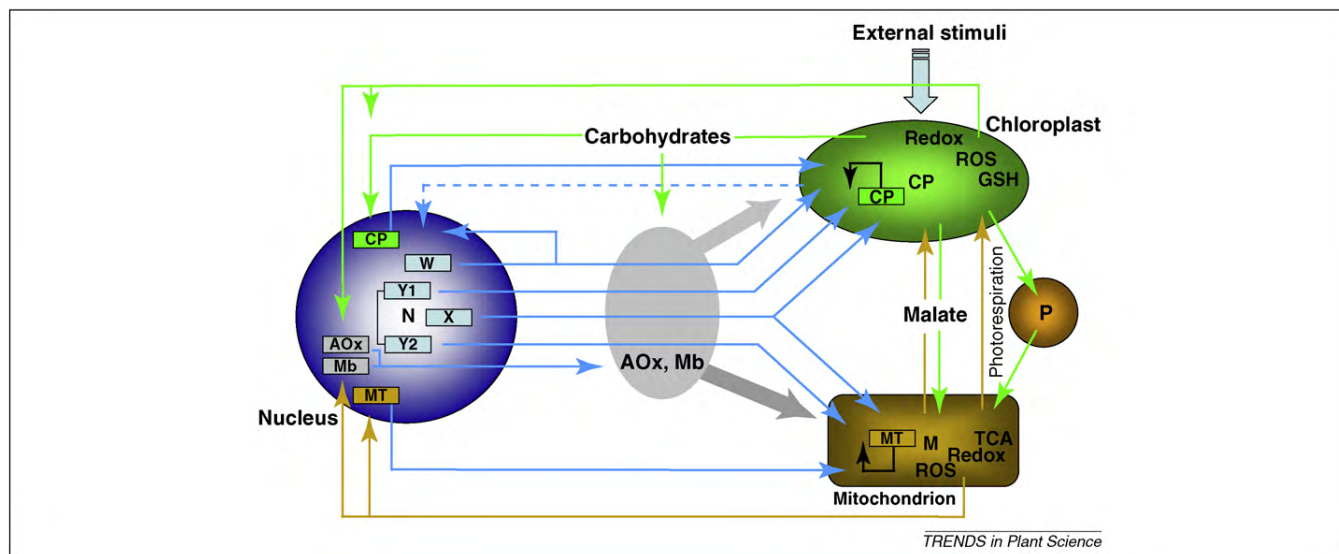 External stimuli
Chloroplast
Carbohydrates
Redox
ROS
GSH
CP
CP
CP
W
Y1
N
X
Y2
AOx
Mb
MT
Nucleus
AOx, Mb
Malate
Photorespiration
P
MT
M
TCA
Redox
ROS
Mitochondrion
TRENDS in Plant Science